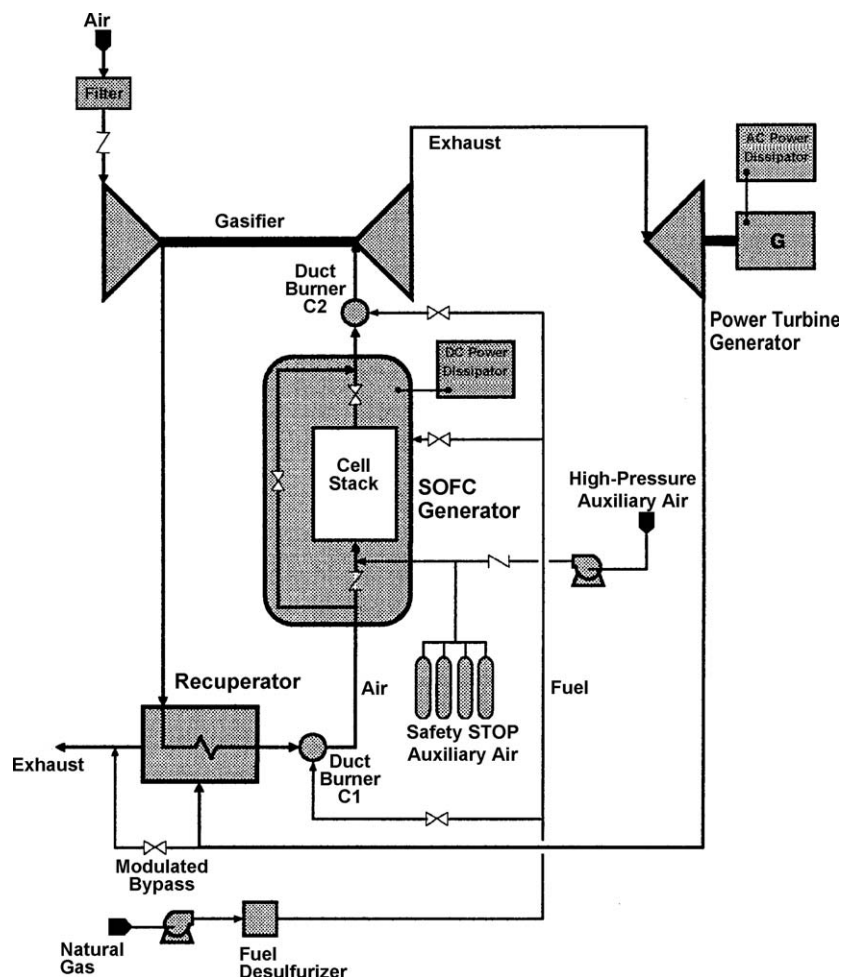 Air
Filter
Exhaust
AC Power
Dissipator
Gasifier
G
Duct
Burner
C2
Power Turbine
Generator
DC Power
Dissipator
Cell
Stack
SOFC
Generator
High-Pressure
Auxiliary Air
Recuperator
Air
Fuel
Safety STOP
Auxiliary Air
Exhaust
Duct
Burner
C1
Modulated
Bypass
Natural
Gas
Fuel
Desulfurizer